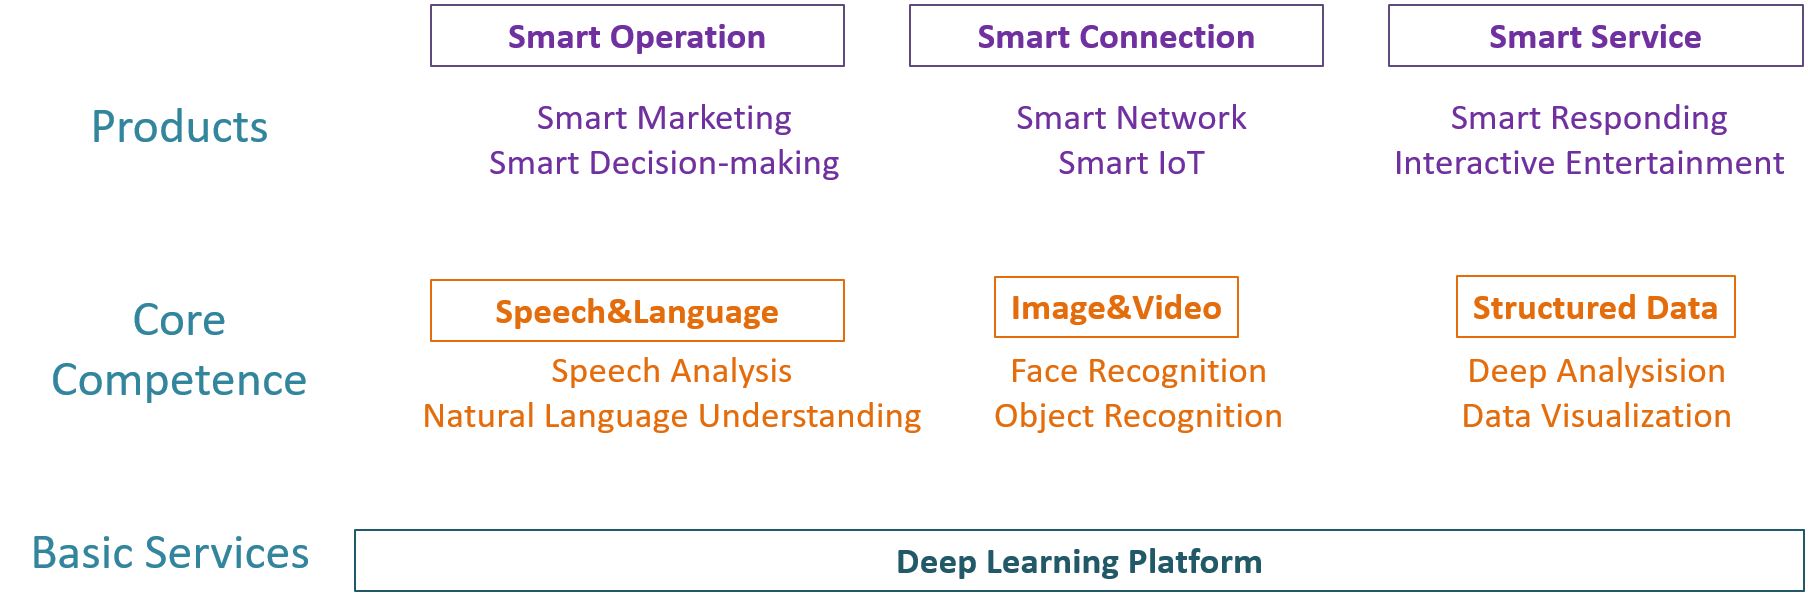 Smart Operation
Smart Connection
Smart Service
Products
Smart Marketing
Smart Decision-making
Smart Network
Smart IoT
Smart Responding
Interactive Entertainment
Core
Competence
Speech&Language
Speech Analysis
Natural Language Understanding
Image&Video
Face Recognition
Object Recognition
Structured Data
Deep Analysision
Data Visualization
Basic Services
Deep Learning Platform